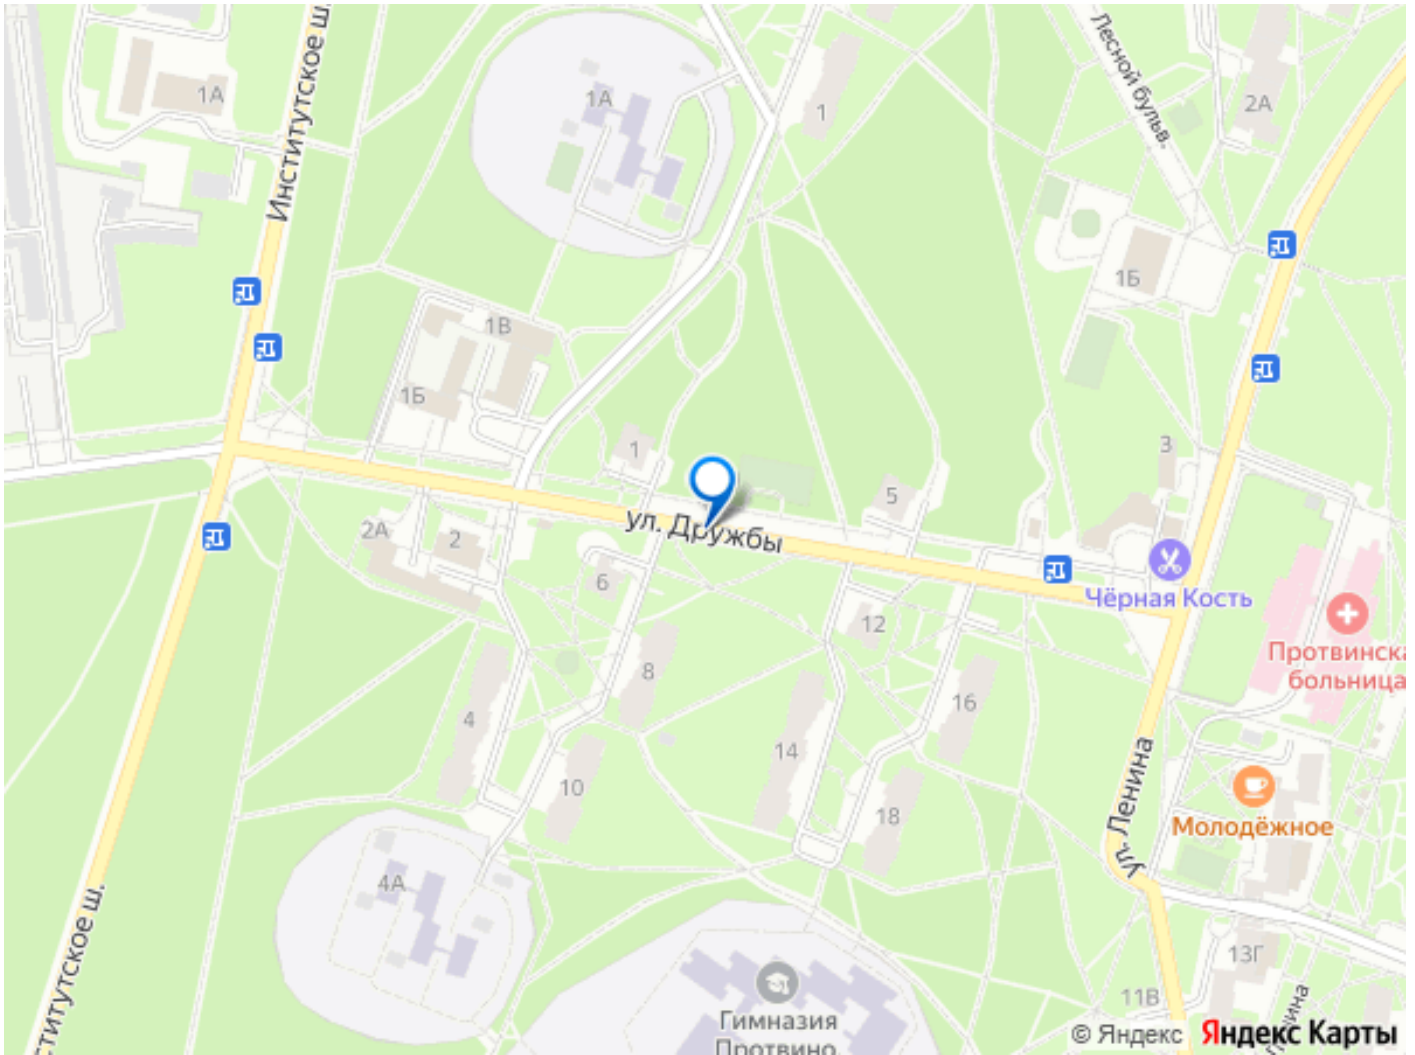 Институтское ш.
Лесной бульв.
1А
1А
1
2А
1Б
1В
1Б
1
3
5
ул. Дружбы
2А
2
6
12
Чёрная Кость
8
16
4
14
10
18
Протвинска
больница
ул. Ленина
Молодёжное
4А
13Г
11В
Гимназия
Протвино,
ститутское ш.
© Яндекс
Яндекс Карты